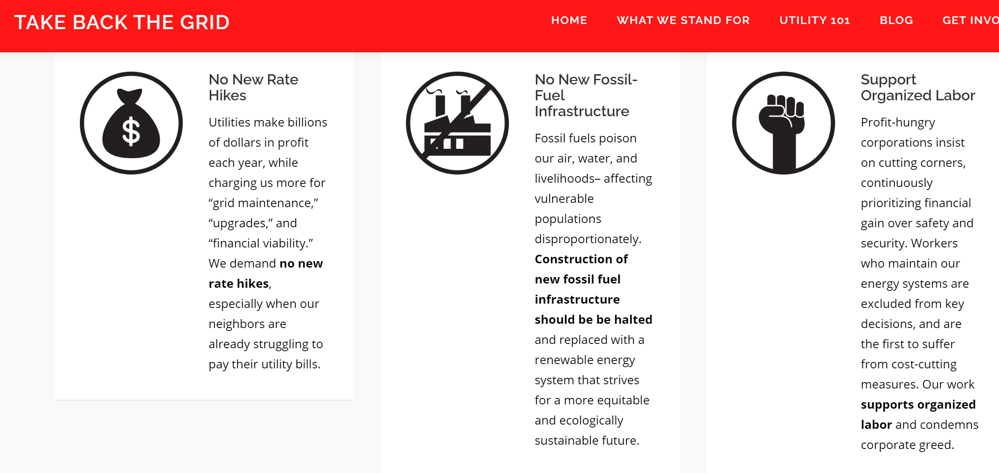 TAKE BACK THE GRID
HOME WHAT WE STAND FOR UTILITY 101 BLOG GET INVO
No New Rate
Hikes
Utilities make billions
of dollars in profit
each year, while
charging us more for
“grid maintenance,”
“upgrades,” and
“financial viability.”
We demand no new
rate hikes,
especially when our
neighbors are
already struggling to
pay their utility bills.
$
No New Fossil-
Fuel
Infrastructure
Fossil fuels poison
our air, water, and
livelihoods– affecting
vulnerable
populations
disproportionately.
Construction of
new fossil fuel
infrastructure
should be be halted
and replaced with a
renewable energy
system that strives
for a more equitable
and ecologically
sustainable future.
Support
Organized Labor
Profit-hungry
corporations insist
on cutting corners,
continuously
prioritizing financial
gain over safety and
security. Workers
who maintain our
energy systems are
excluded from key
decisions, and are
the first to suffer
from cost-cutting
measures. Our work
supports organized
labor and condemns
corporate greed.